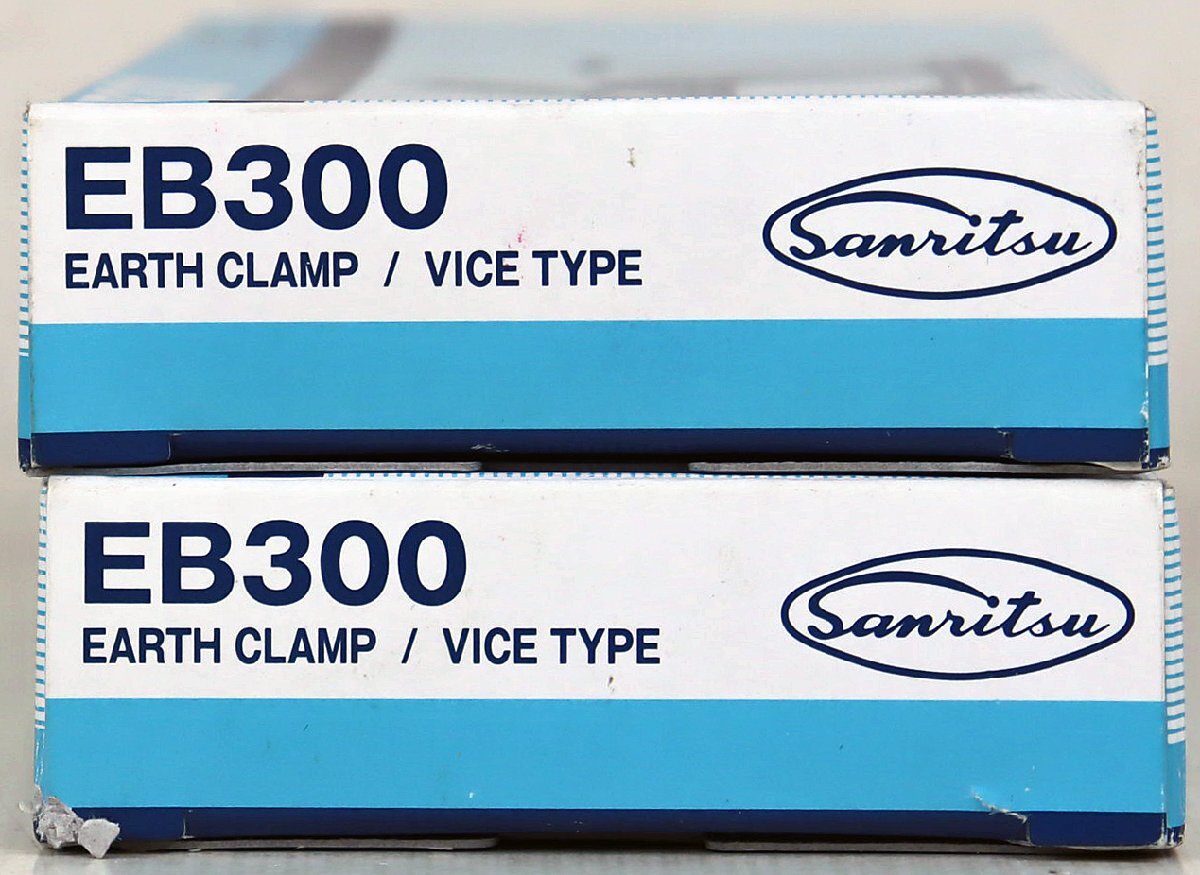 EB300
EARTH CLAMP / VICE TYPE
Sanritsu
EB300
EARTH CLAMP / VICE TYPE
Sanritsu